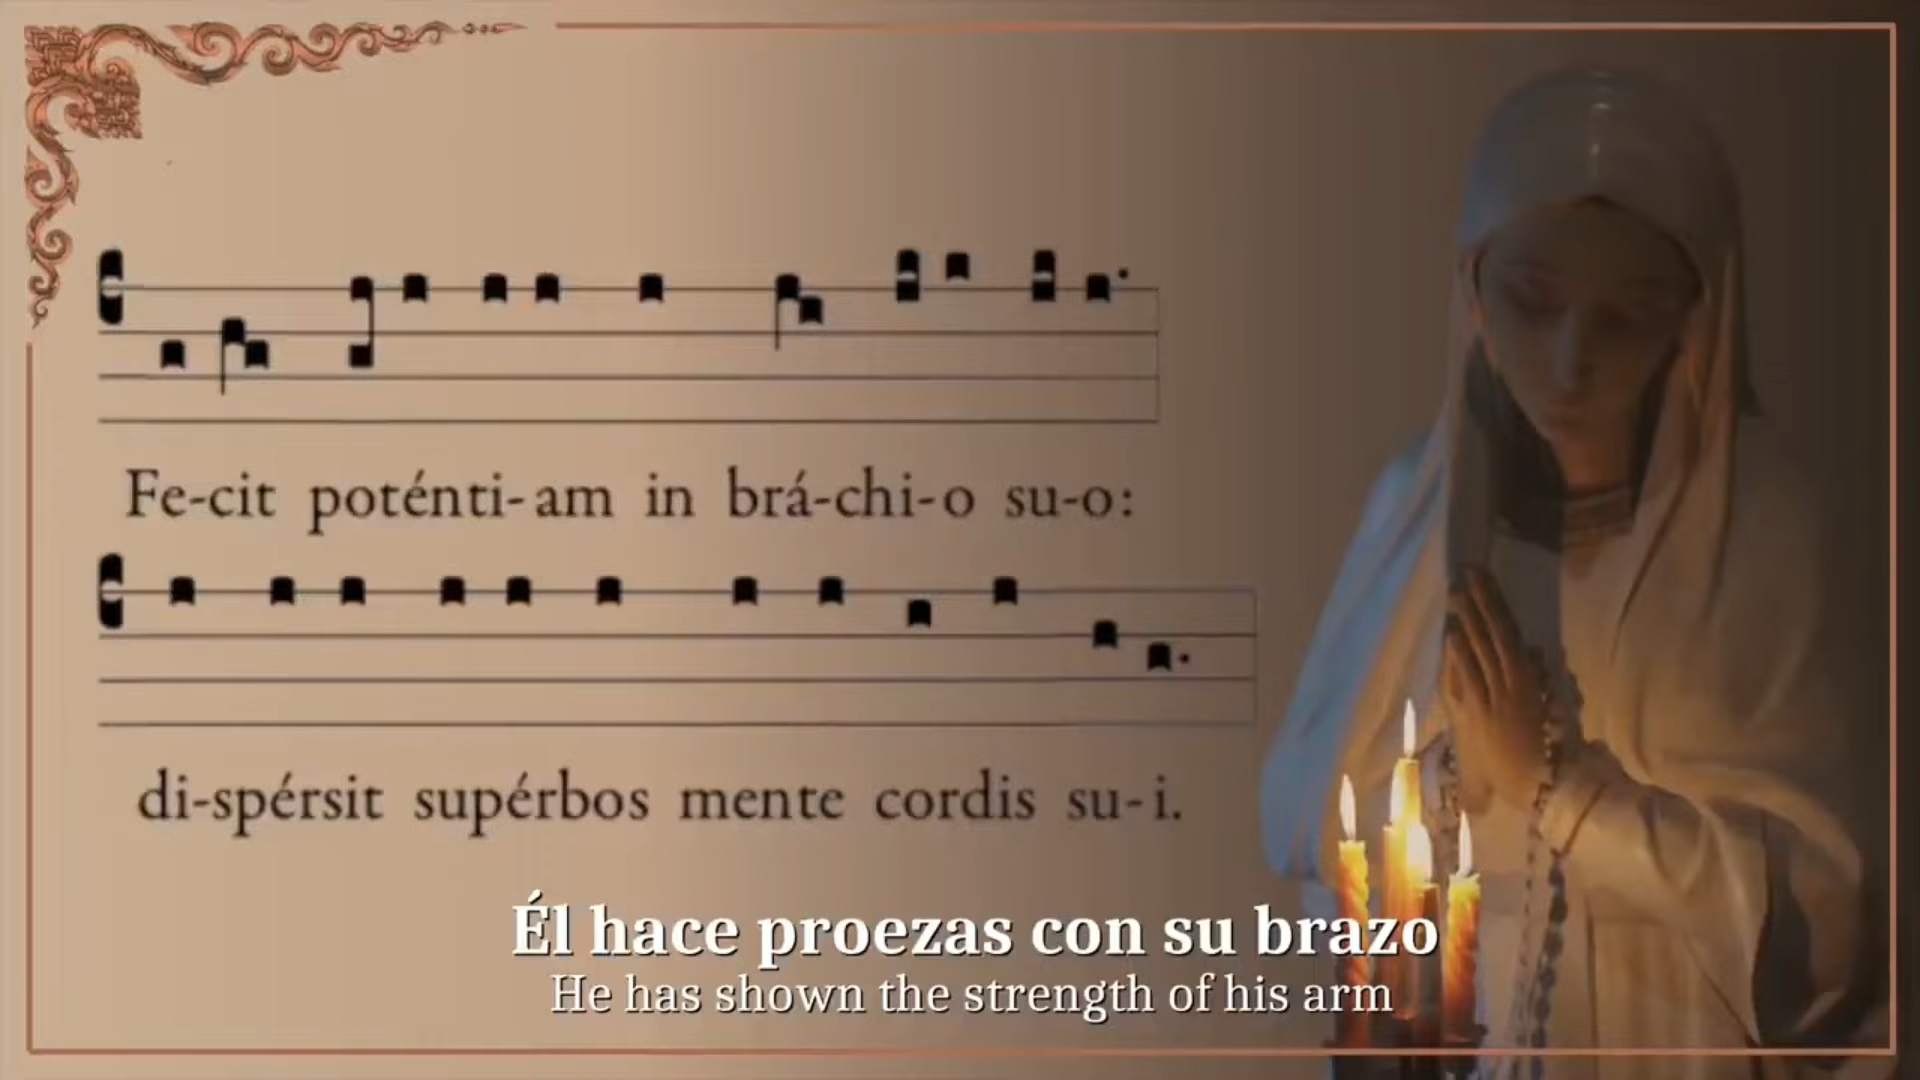 Fe-cit poténti-am in brá-chi-o su-o:
di-spérsit supérbos mente cordis su-i.
Él hace proezas con su brazo
He has shown the strength of his arm